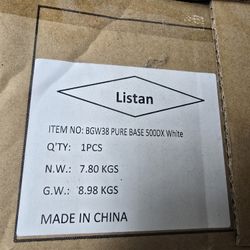 Listan
ITEM NO: BGW38 PURE BASE 500DX White
Q'TY: 1PCS
N.W.: 7.80 KGS
G.W.: 8.98 KGS
MADE IN CHINA